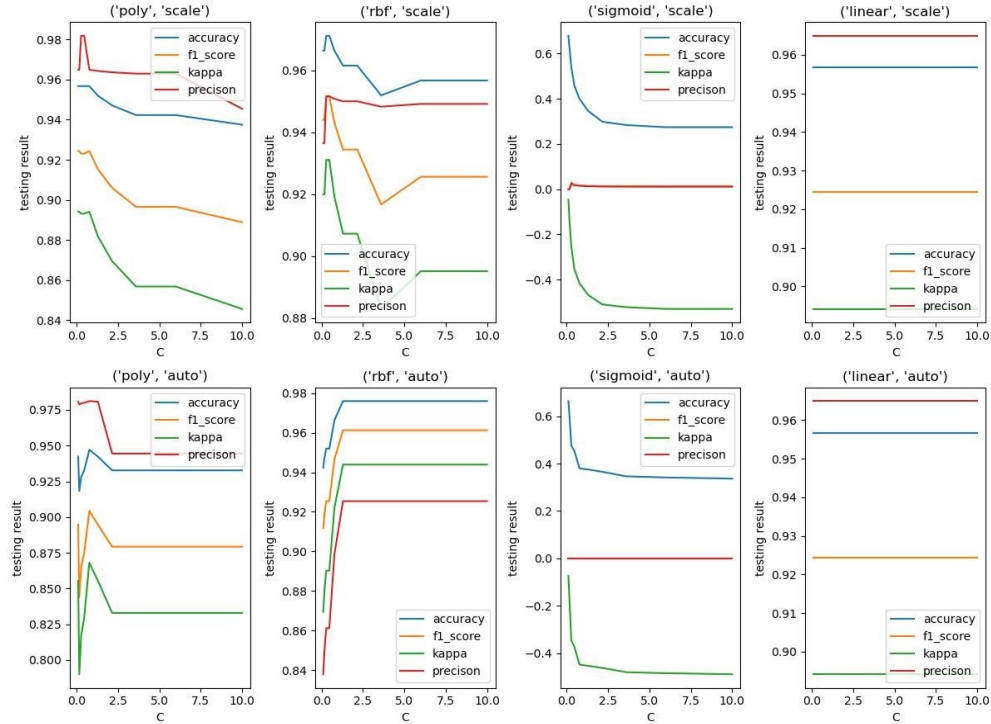 ('poly', 'scale')
testing result
0.98
0.96
0.94
0.92
0.90
0.88
0.86
0.84
accuracy
f1_score
kappa
precison
0.0 2.5 5.0 7.5 10.0
C
('rbf', 'scale')
testing result
0.96
0.94
0.92
0.90
0.88
accuracy
f1_score
kappa
precison
0.0 2.5 5.0 7.5 10.0
C
('sigmoid', 'scale')
testing result
0.6
0.4
0.2
0.0
−0.2
−0.4
accuracy
f1_score
kappa
precison
0.0 2.5 5.0 7.5 10.0
C
('linear', 'scale')
testing result
0.96
0.95
0.94
0.93
0.92
0.91
0.90
accuracy
f1_score
kappa
precison
0.0 2.5 5.0 7.5 10.0
C
('poly', 'auto')
testing result
0.975
0.950
0.925
0.900
0.875
0.850
0.825
0.800
accuracy
f1_score
kappa
precison
0.0 2.5 5.0 7.5 10.0
C
('rbf', 'auto')
testing result
0.98
0.96
0.94
0.92
0.90
0.88
0.86
0.84
accuracy
f1_score
kappa
precison
0.0 2.5 5.0 7.5 10.0
C
('sigmoid', 'auto')
testing result
0.6
0.4
0.2
0.0
−0.2
−0.4
accuracy
f1_score
kappa
precison
0.0 2.5 5.0 7.5 10.0
C
('linear', 'auto')
testing result
0.96
0.95
0.94
0.93
0.92
0.91
0.90
accuracy
f1_score
kappa
precison
0.0 2.5 5.0 7.5 10.0
C